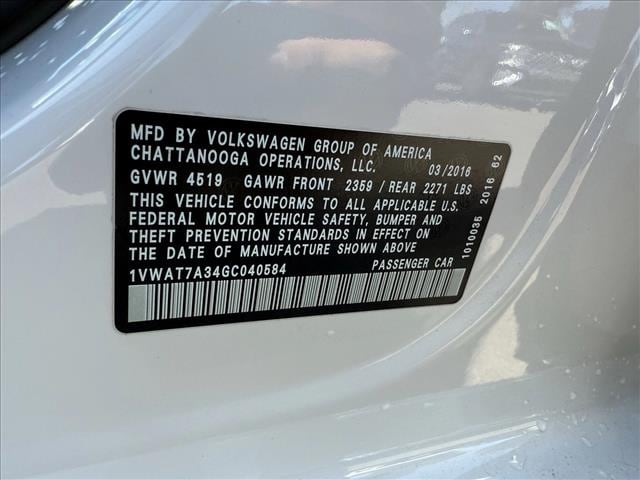 MFD BY VOLKSWAGEN GROUP OF AMERICA
CHATTANOOGA OPERATIONS, LLC. 03/2016
GVWR 4519 GAWR FRONT 2359 / REAR 2271 LBS
THIS VEHICLE CONFORMS TO ALL APPLICABLE U.S.
FEDERAL MOTOR VEHICLE SAFETY, BUMPER AND
THEFT PREVENTION STANDARDS IN EFFECT ON
THE DATE OF MANUFACTURE SHOWN ABOVE
1VWAT7A34GC040584 PASSENGER CAR
1010035 2016 62